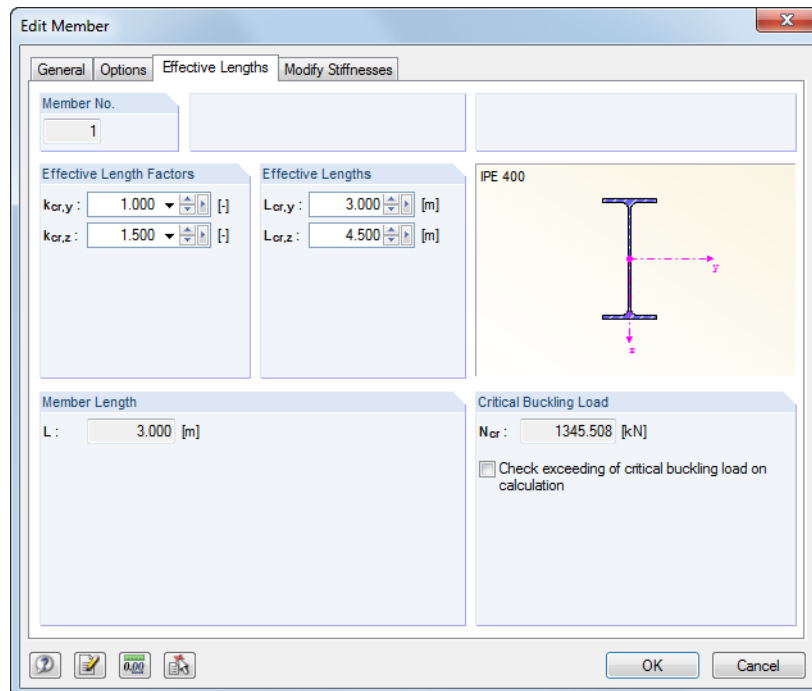 Edit Member
General Options Effective Lengths Modify Stiffnesses
Member No.
1
Effective Length Factors
kcr,y : 1.000 [-]
kcr,z : 1.500 [-]
Effective Lengths
Lcr,y : 3.000 [m]
Lcr,z : 4.500 [m]
IPE 400
y
z
Member Length
L : 3.000 [m]
Critical Buckling Load
Ncr : 1345.508 [kN]
Check exceeding of critical buckling load on
calculation
0.00
OK Cancel